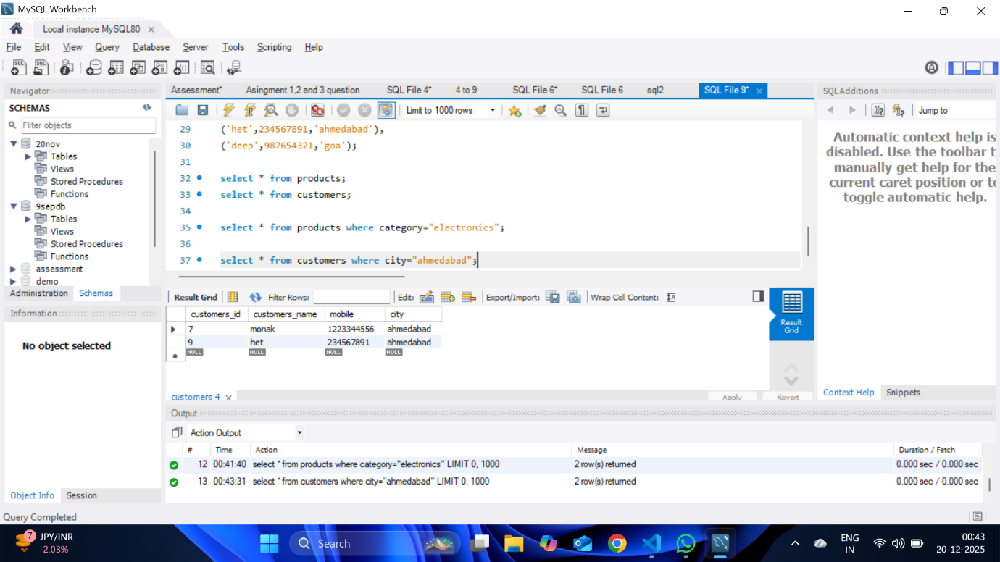 MySQL Workbench
Local instance MySQL80
File Edit View Query Database Server Tools Scripting Help
Navigator
SCHEMAS
Filter objects
20nov
Tables
Views
Stored Procedures
Functions
9sepdb
Tables
Views
Stored Procedures
Functions
assessment
demo
Administration Schemas
Information
No object selected
Object Info Session
Assessment* Asingment 1,2 and 3 question SQL File 4* 4 to 9 SQL File 6* SQL File 6 sql2 SQL File 9*
Limit to 1000 rows
29 ('het',234567891,'ahmedabad'),
30 ('deep',987654321,'goa');
31
32 select * from products;
33 select * from customers;
34
35 select * from products where category="electronics";
36
37 select * from customers where city="ahmedabad";
Result Grid Filter Rows: Edit: Export/Import: Wrap Cell Content:
customers_id customers_name mobile city
7 monak 1223344556 ahmedabad
9 het 234567891 ahmedabad
NULL NULL NULL NULL
Result
Grid
customers 4 Apply Revert
SQLAdditions
Jump to
Automatic context help is
disabled. Use the toolbar t
manually get help for the
current caret position or to
toggle automatic help.
Context Help Snippets
Output
Action Output
# Time Action Message Duration / Fetch
12 00:41:40 select * from products where category="electronics" LIMIT 0, 1000 2 row(s) returned 0.000 sec / 0.000 sec
13 00:43:31 select * from customers where city="ahmedabad" LIMIT 0, 1000 2 row(s) returned 0.000 sec / 0.000 sec
Query Completed
7
JPY/INR
-2.03%
Search
ENG
IN
00:43
20-12-2025